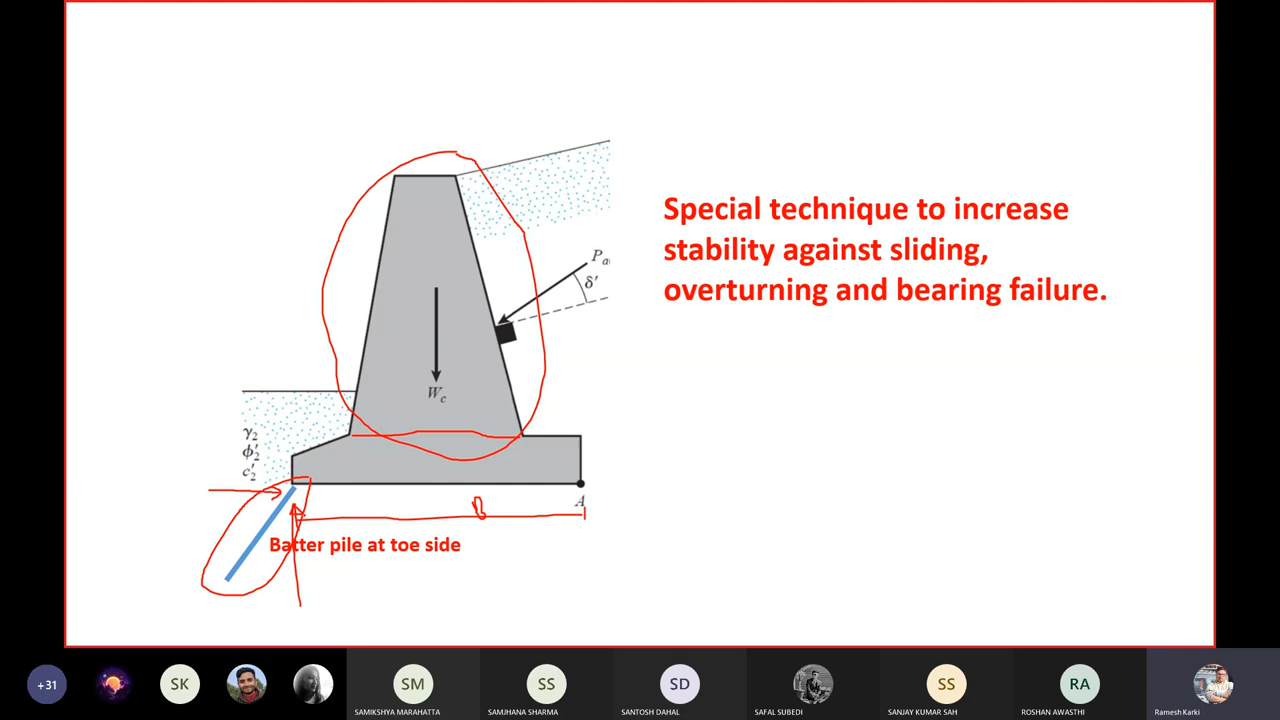 Special technique to increase
stability against sliding,
overturning and bearing failure.
δ′
W_c
γ₂
ϕ′₂
c′₂
A
B
Batter pile at toe side
+31
SK
SM
SS
SD
SS
RA
SAMIKSHYA MARAHATTA
SAMJHANA SHARMA
SANTOSH DAHAL
SAFAL SUBEDI
SANJAY KUMAR SAH
ROSHAN AWASTHI
Ramesh Karki